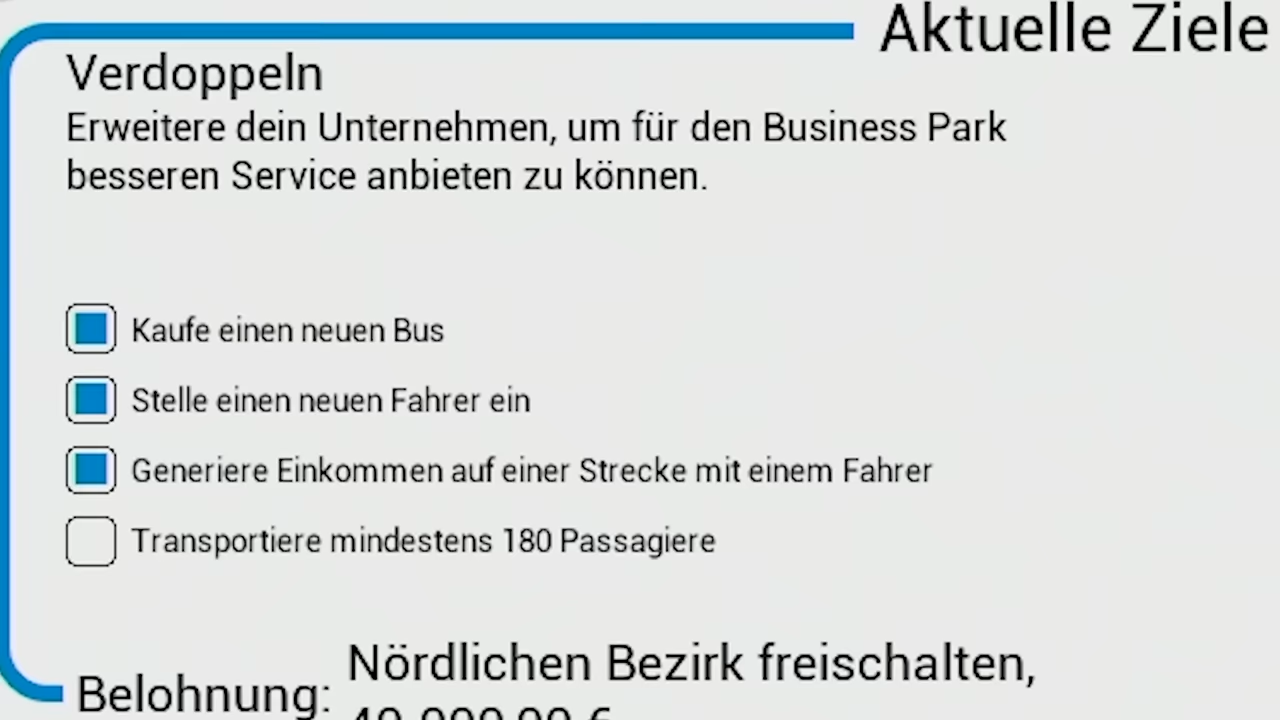 Aktuelle Ziele
Verdoppeln
Erweitere dein Unternehmen, um für den Business Park
besseren Service anbieten zu können.
Kaufe einen neuen Bus
Stelle einen neuen Fahrer ein
Generiere Einkommen auf einer Strecke mit einem Fahrer
Transportiere mindestens 180 Passagiere
Belohnung: Nördlichen Bezirk freischalten,